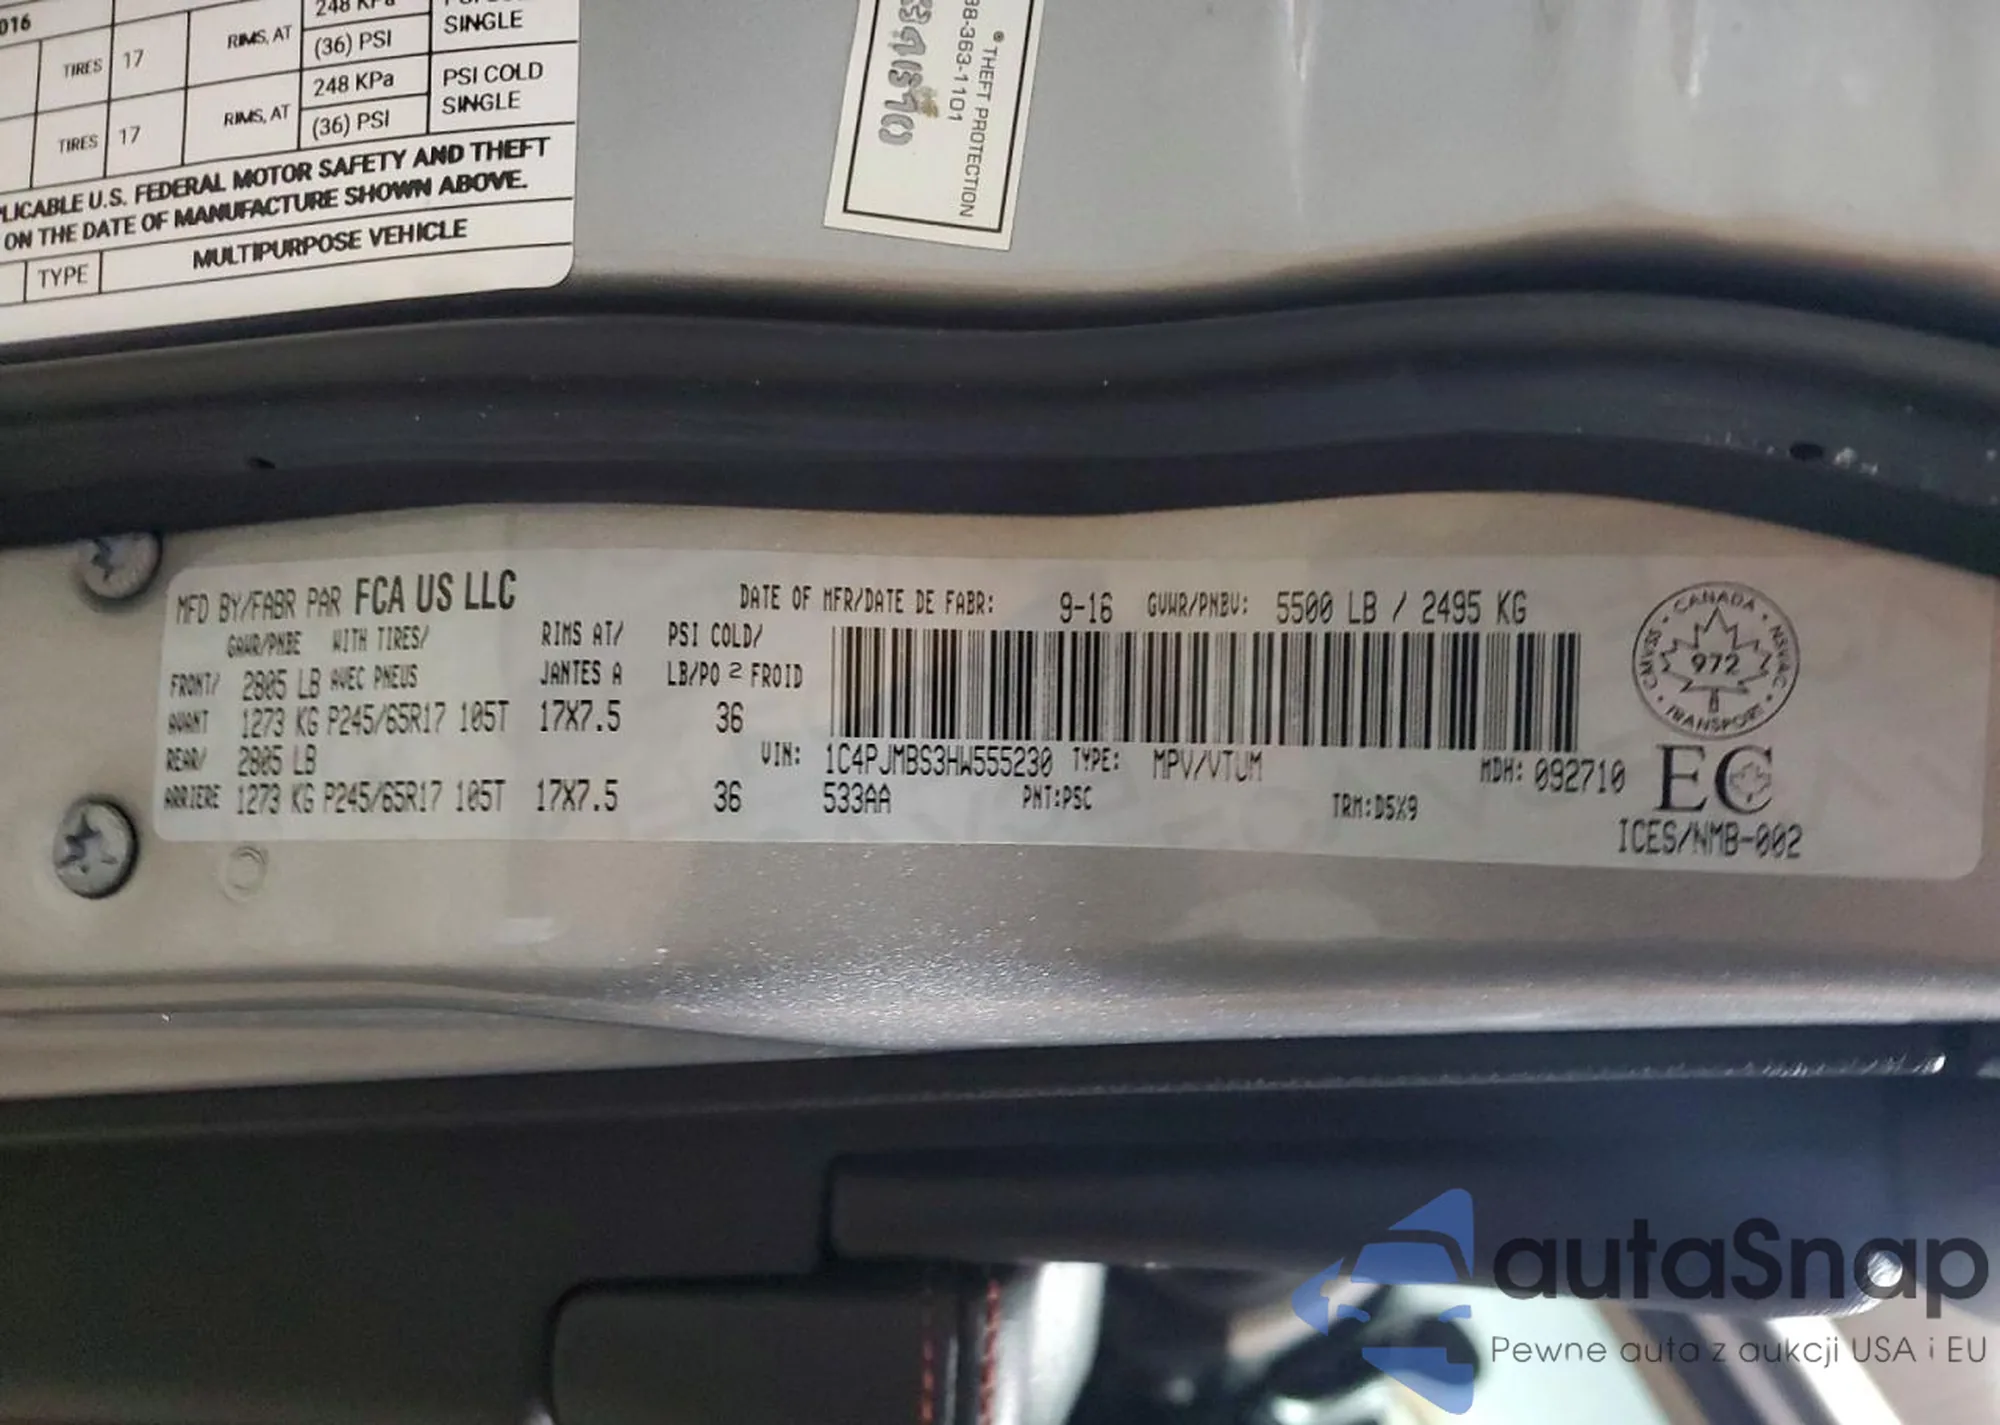 016
TIRES 17 RIMS, AT 248 KPa
(36) PSI
SINGLE
TIRES 17 RIMS, AT 248 KPa PSI COLD
(36) PSI SINGLE
PLICABLE U.S. FEDERAL MOTOR SAFETY AND THEFT
ON THE DATE OF MANUFACTURE SHOWN ABOVE.
TYPE MULTIPURPOSE VEHICLE
38-363-1101
® THEFT PROTECTION
MFD BY/FABR PAR FCA US LLC DATE OF MFR/DATE DE FABR: 9-16 GVWR/PNBV: 5500 LB / 2495 KG
GAWR/PNBE WITH TIRES/ RIMS AT/ PSI COLD/
FRONT/ 2805 LB AVEC PNEUS JANTES A LB/PO 2 FROID
AVANT 1273 KG P245/65R17 105T 17X7.5 36
REAR/ 2805 LB VIN: 1C4PJMBS3HW555230 TYPE: MPV/VTUM MDH: 092710
ARRIERE 1273 KG P245/65R17 105T 17X7.5 36 533AA PNT:PSC TRM:D5X9
CANADA
CMVSS 972 NSVAC
TRANSPORT
EC
ICES/NMB-002
autaSnap
Pewne auta z aukcji USA i EU